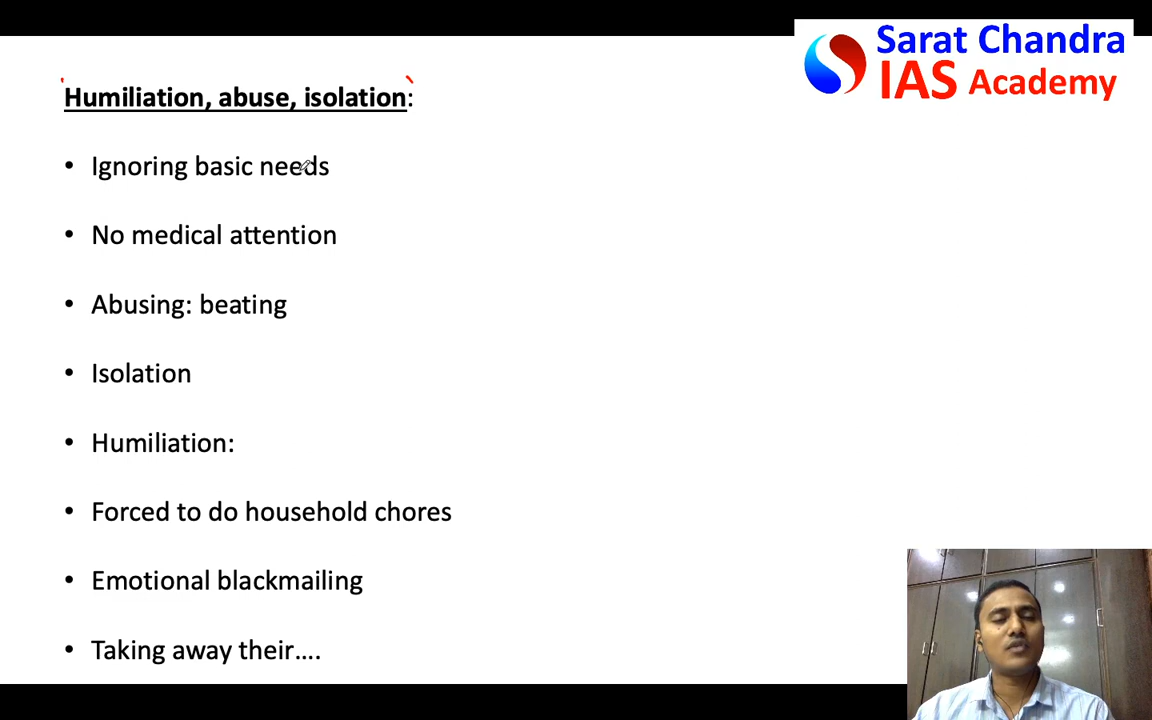 Sarat Chandra
IAS Academy
Humiliation, abuse, isolation:
• Ignoring basic needs
• No medical attention
• Abusing: beating
• Isolation
• Humiliation:
• Forced to do household chores
• Emotional blackmailing
• Taking away their….